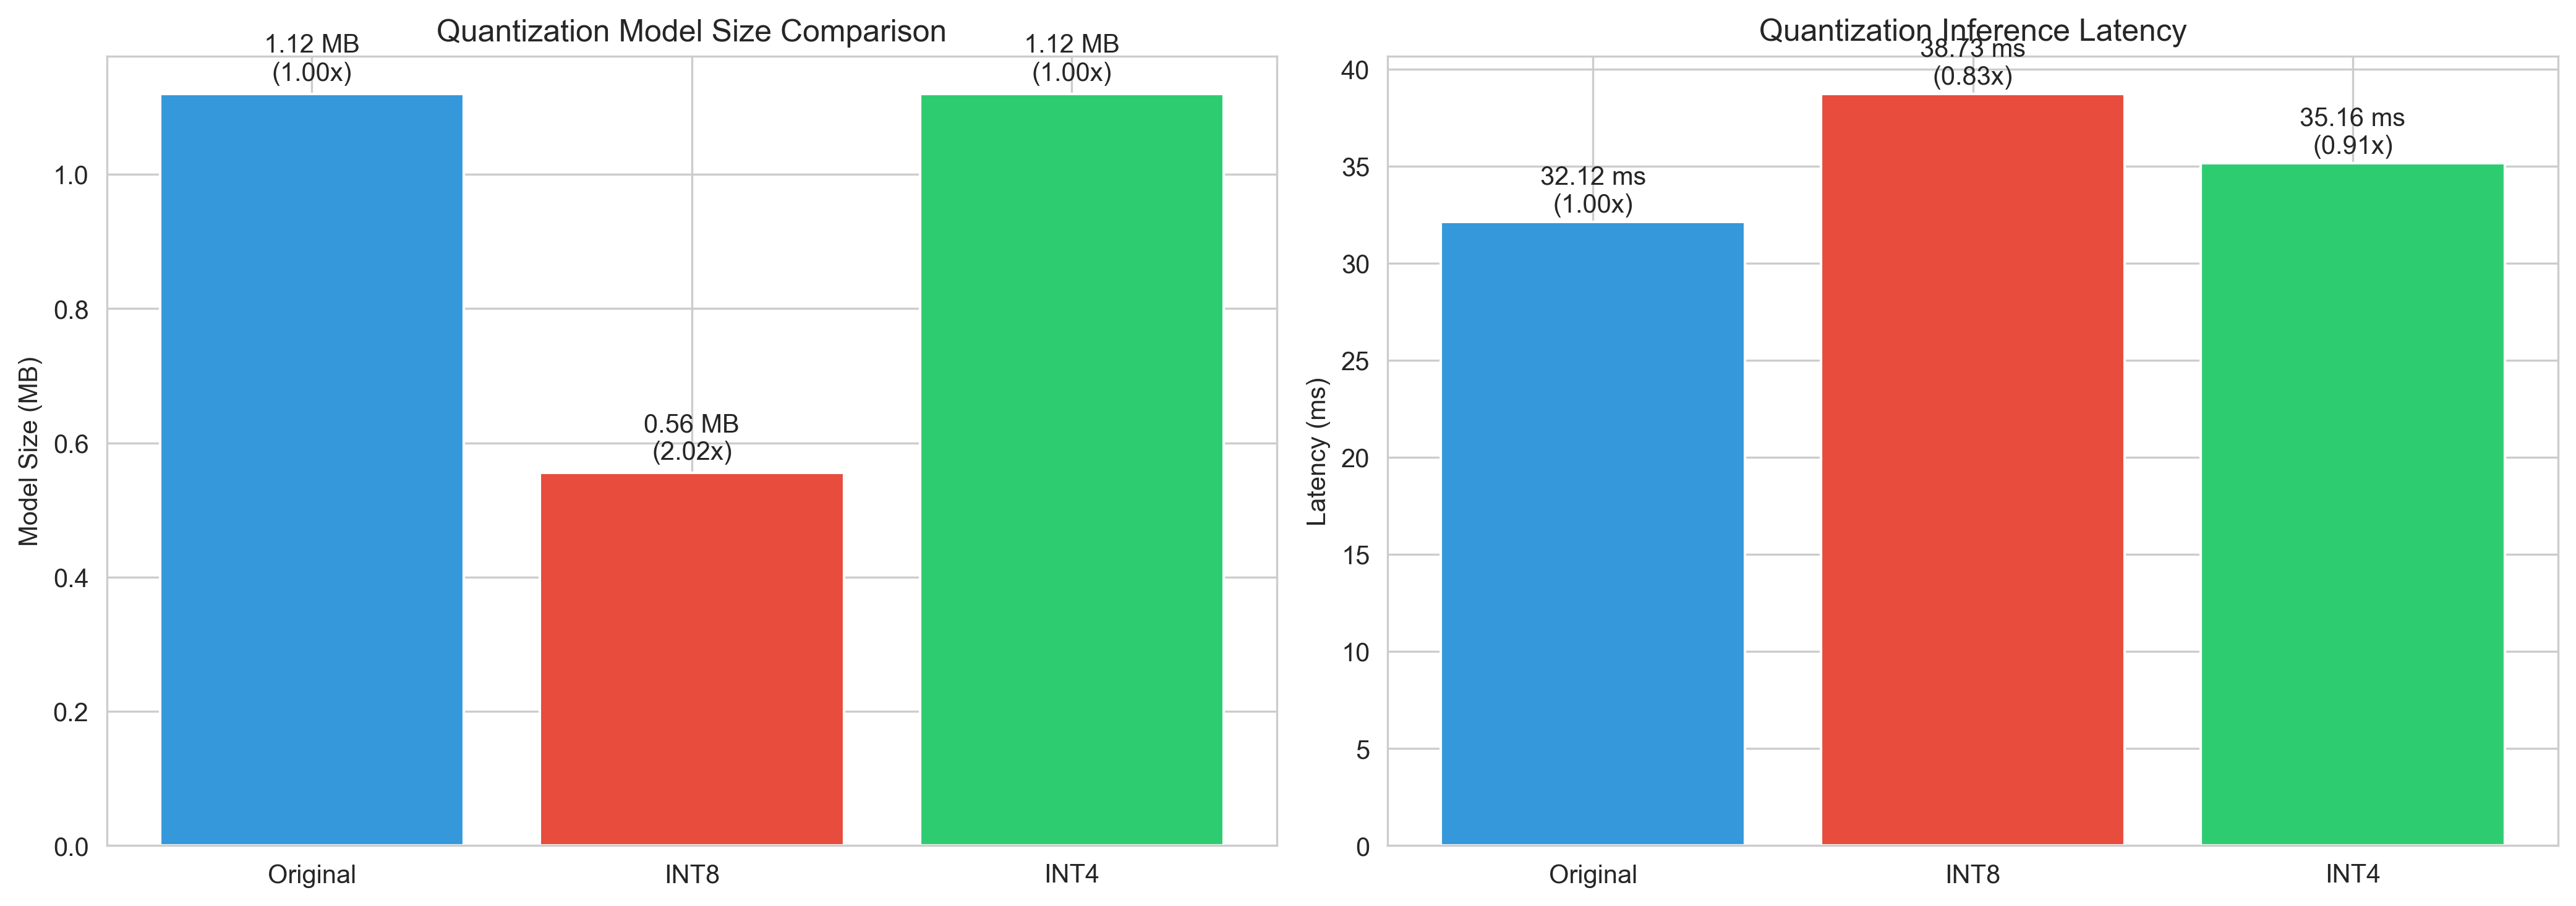 Quantization Model Size Comparison
1.12 MB
(1.00x)
0.56 MB
(2.02x)
1.12 MB
(1.00x)
Model Size (MB)
1.0
0.8
0.6
0.4
0.2
0.0
Original
INT8
INT4
Quantization Inference Latency
32.12 ms
(1.00x)
38.73 ms
(0.83x)
35.16 ms
(0.91x)
Latency (ms)
40
35
30
25
20
15
10
5
0
Original
INT8
INT4